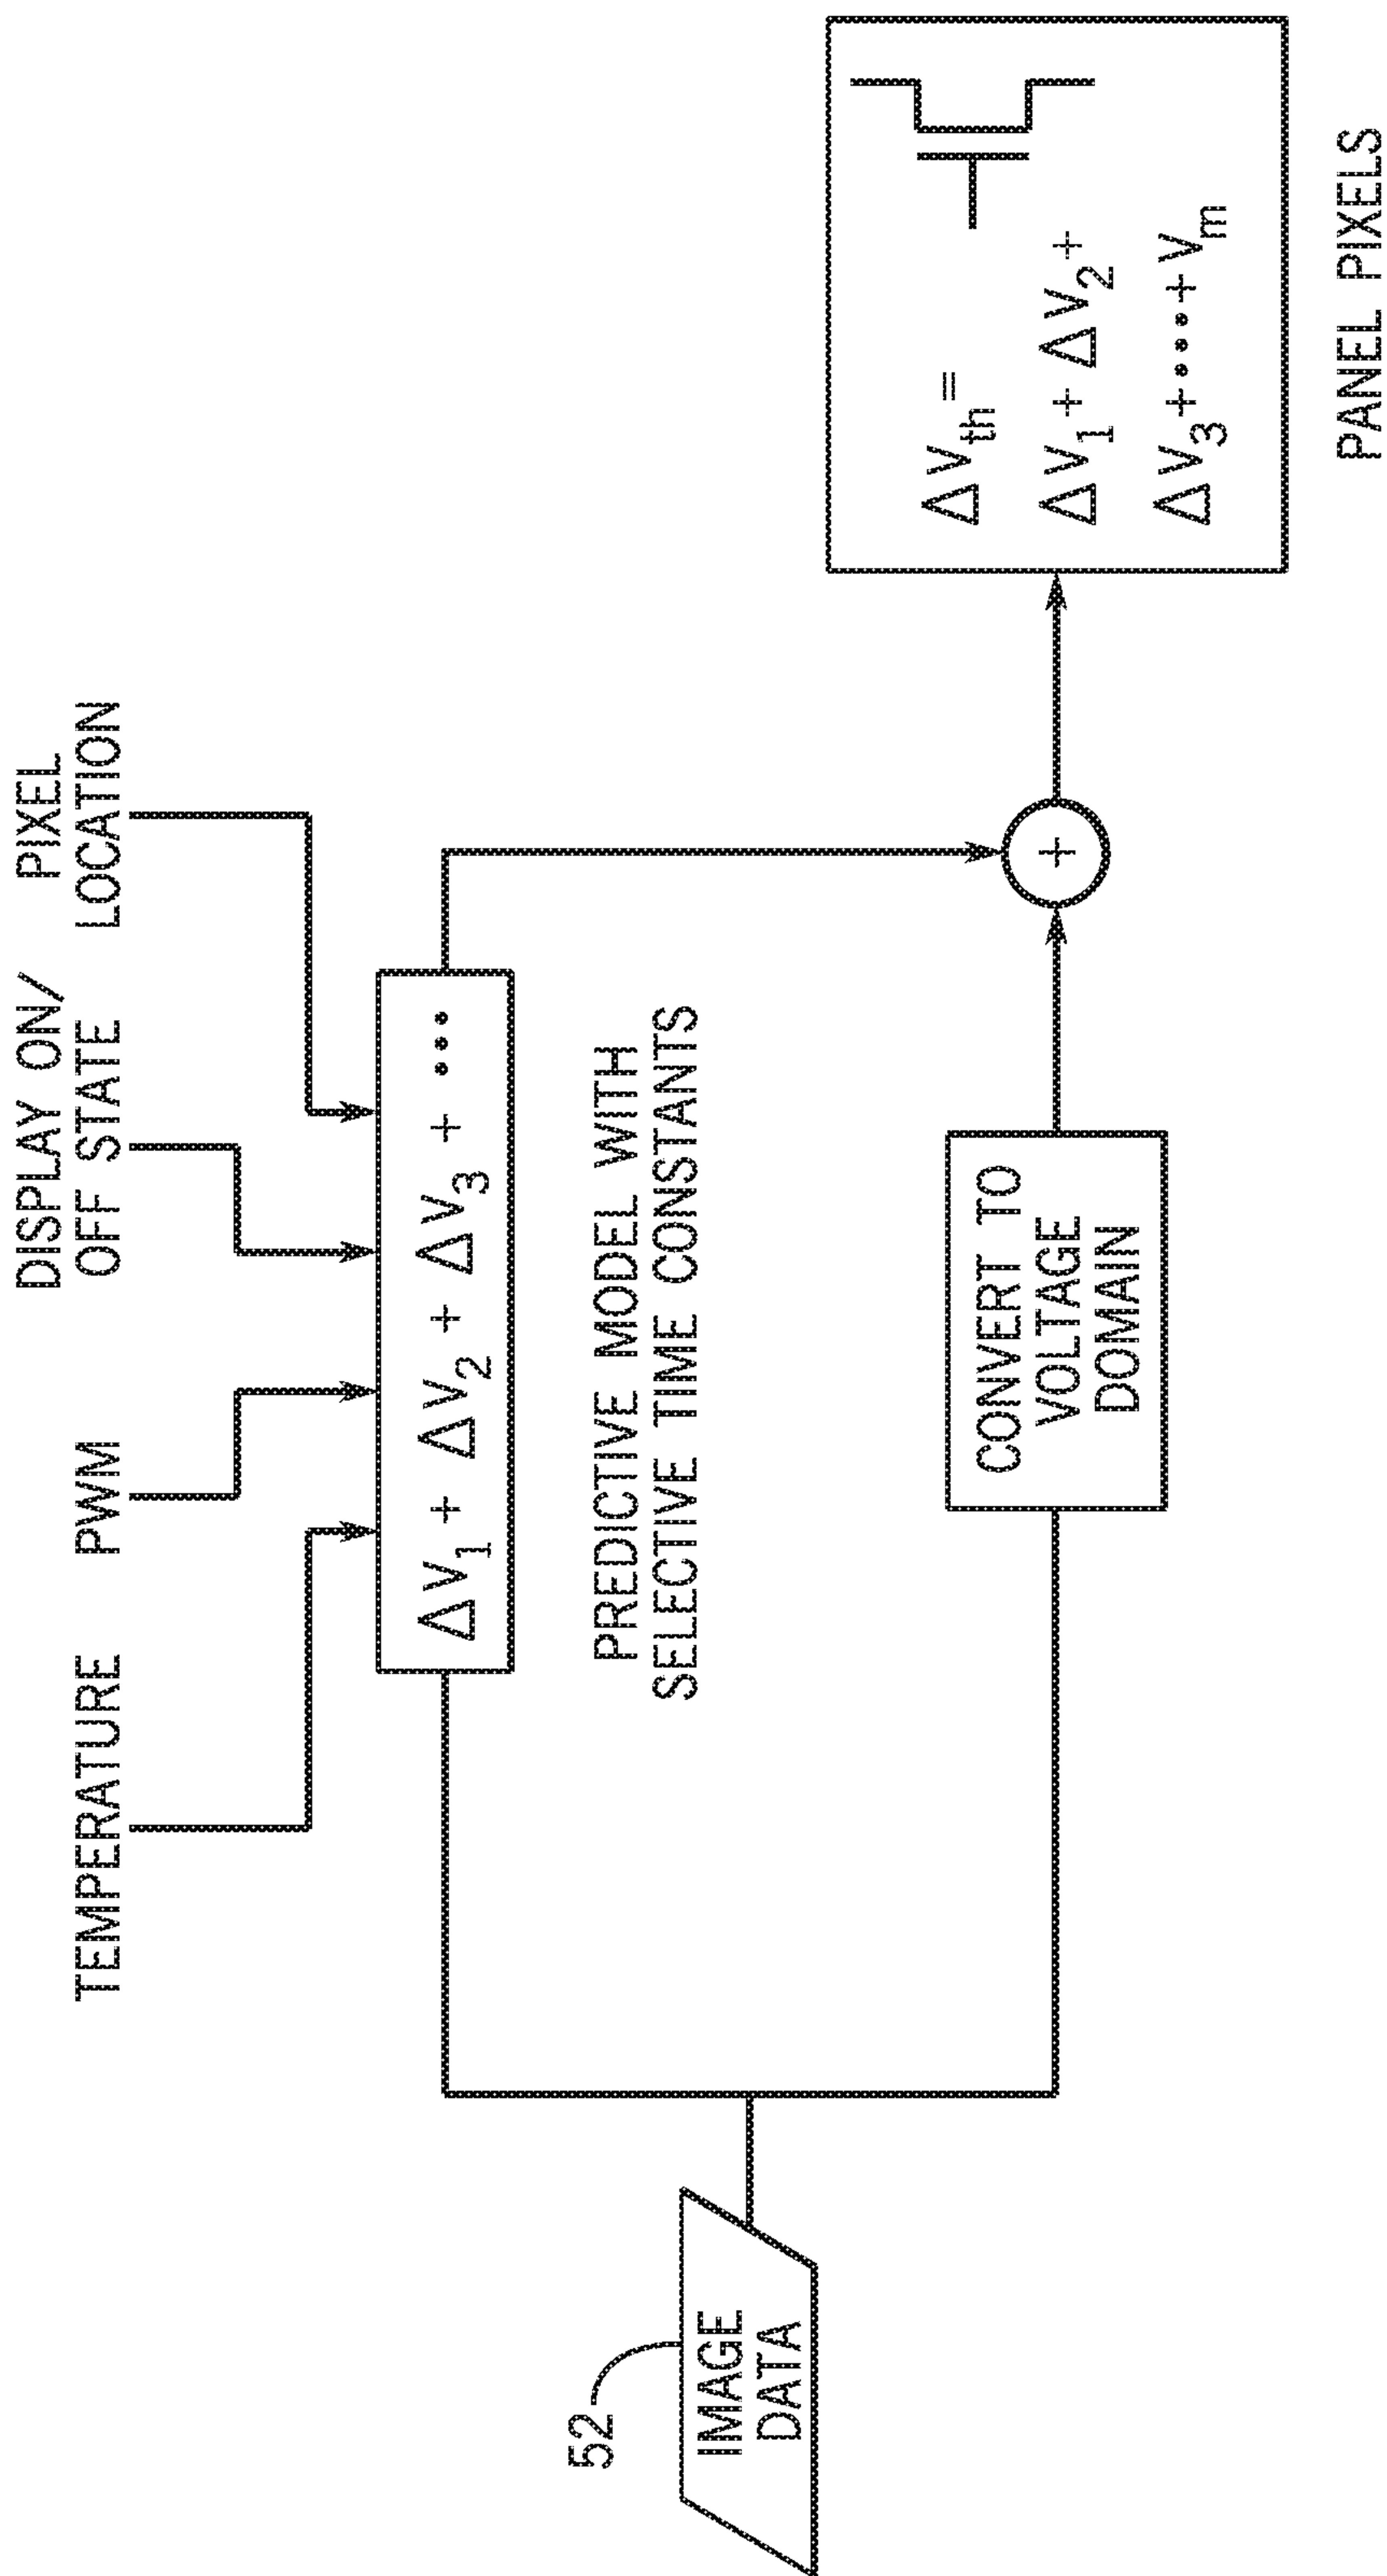 TEMPERATURE
PWM
DISPLAY ON/
OFF STATE
PIXEL
LOCATION
ΔV₁ + ΔV₂ + ΔV₃ + •••
PREDICTIVE MODEL WITH
SELECTIVE TIME CONSTANTS
52
IMAGE
DATA
CONVERT TO
VOLTAGE
DOMAIN
+
ΔVth =
ΔV₁ + ΔV₂ +
ΔV₃ + ••• + Vm
PANEL PIXELS